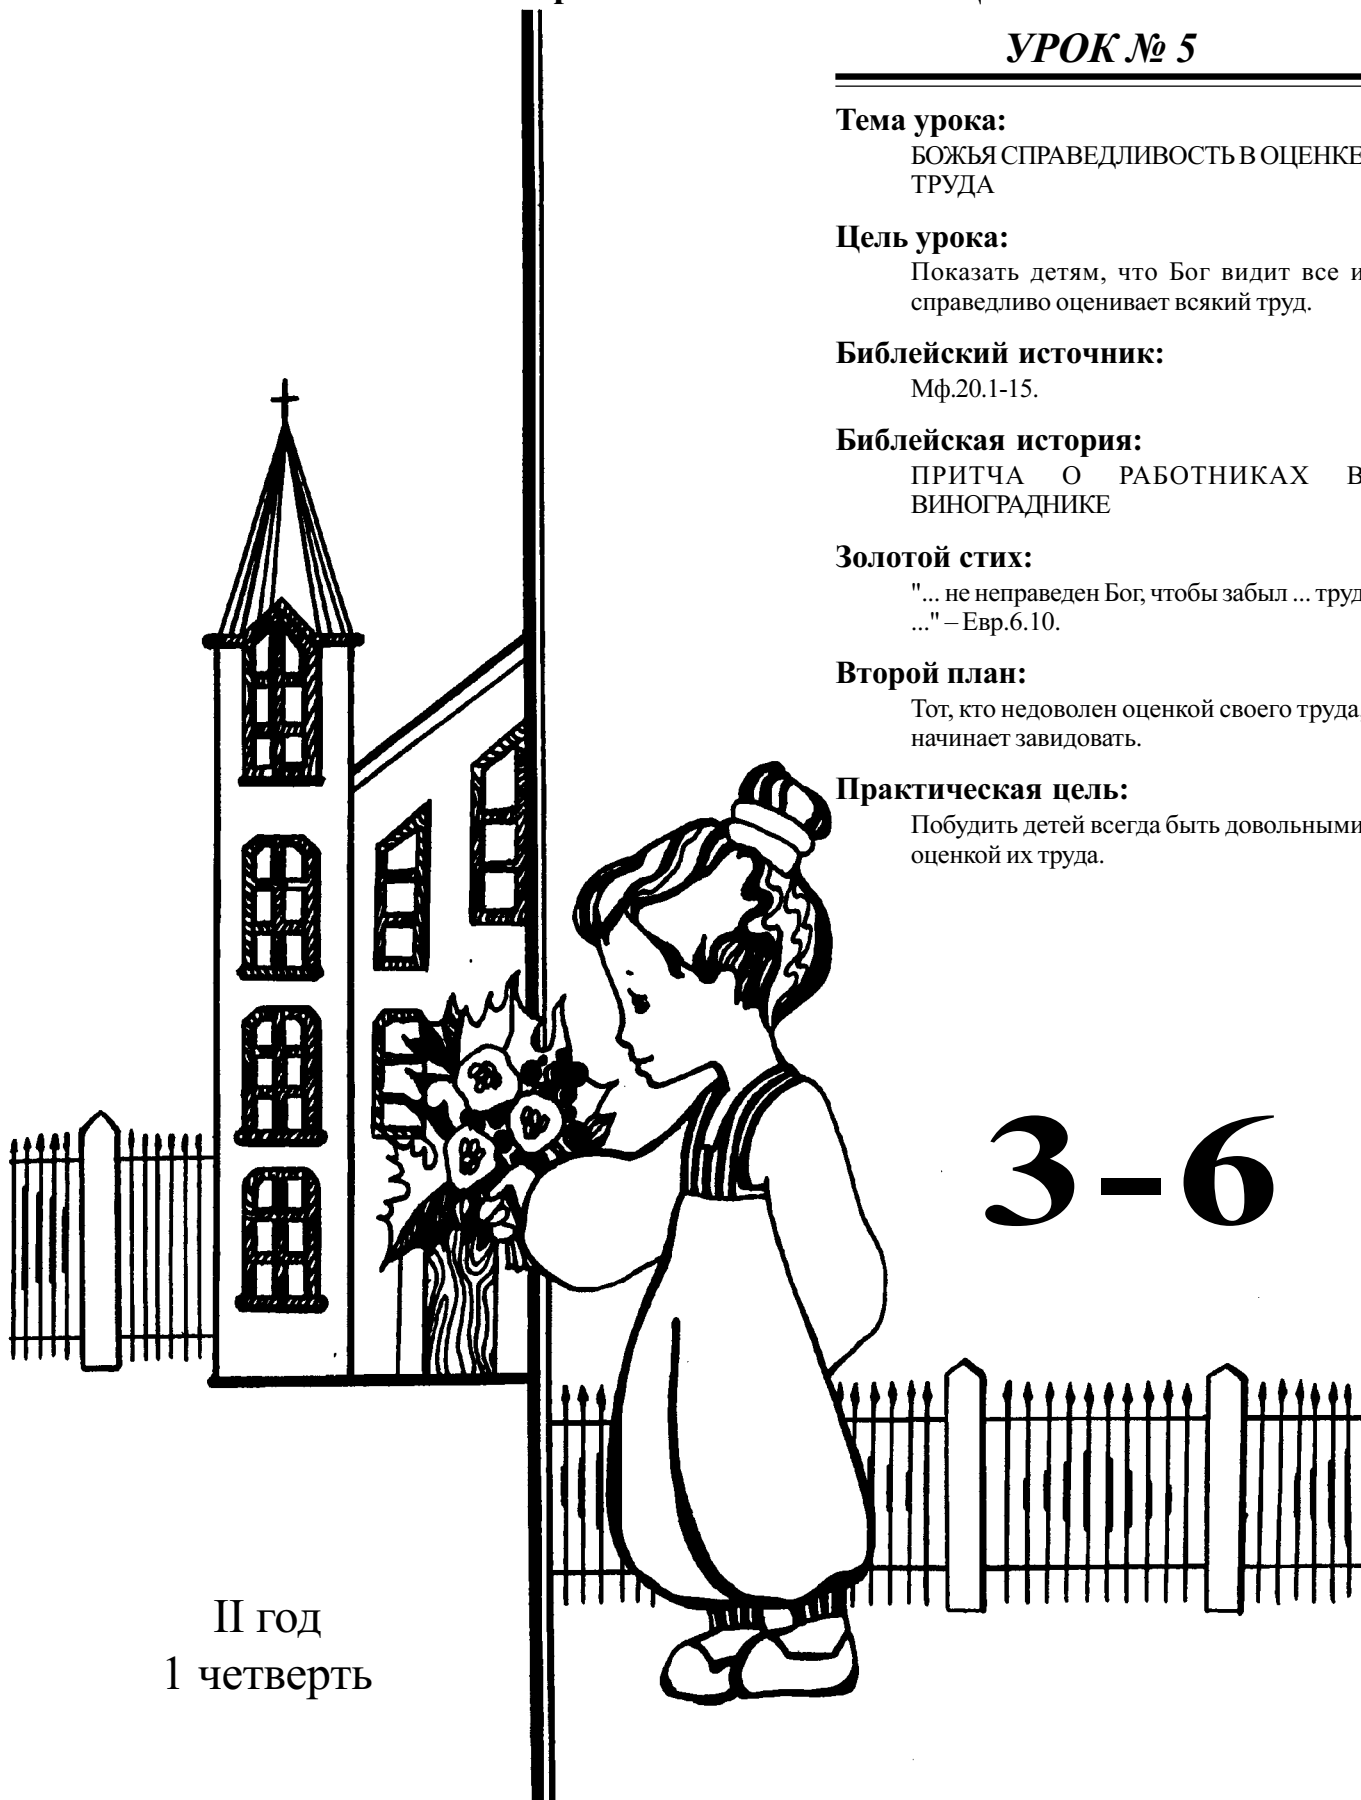 УРОК № 5
Тема урока:
БОЖЬЯ СПРАВЕДЛИВОСТЬ В ОЦЕНКЕ
ТРУДА
Цель урока:
Показать детям, что Бог видит все и
справедливо оценивает всякий труд.
Библейский источник:
Мф.20.1-15.
Библейская история:
ПРИТЧА О РАБОТНИКАХ В
ВИНОГРАДНИКЕ
Золотой стих:
"... не неправеден Бог, чтобы забыл ... труд
..." – Евр.6.10.
Второй план:
Тот, кто недоволен оценкой своего труда,
начинает завидовать.
Практическая цель:
Побудить детей всегда быть довольными
оценкой их труда.
3-6
II год
1 четверть